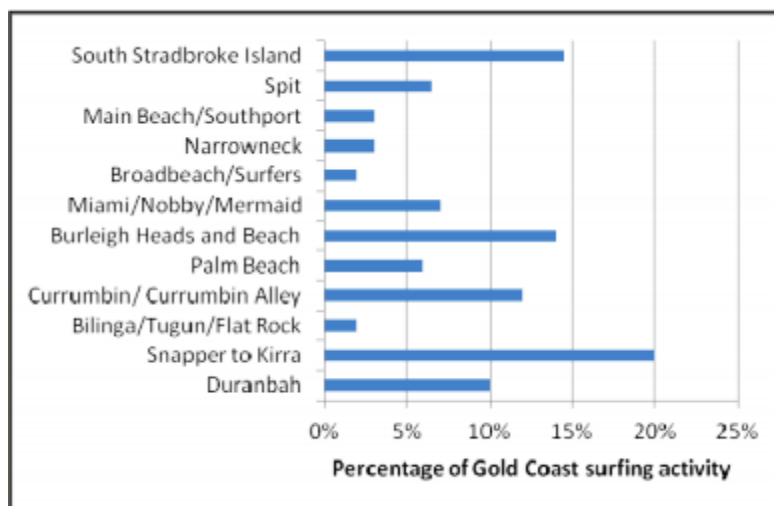 South Stradbroke Island
Spit
Main Beach/Southport
Narrowneck
Broadbeach/Surfers
Miami/Nobby/Mermaid
Burleigh Heads and Beach
Palm Beach
Currumbin/ Currumbin Alley
Bilinga/Tugun/Flat Rock
Snapper to Kirra
Duranbah
0% 5% 10% 15% 20% 25%
Percentage of Gold Coast surfing activity